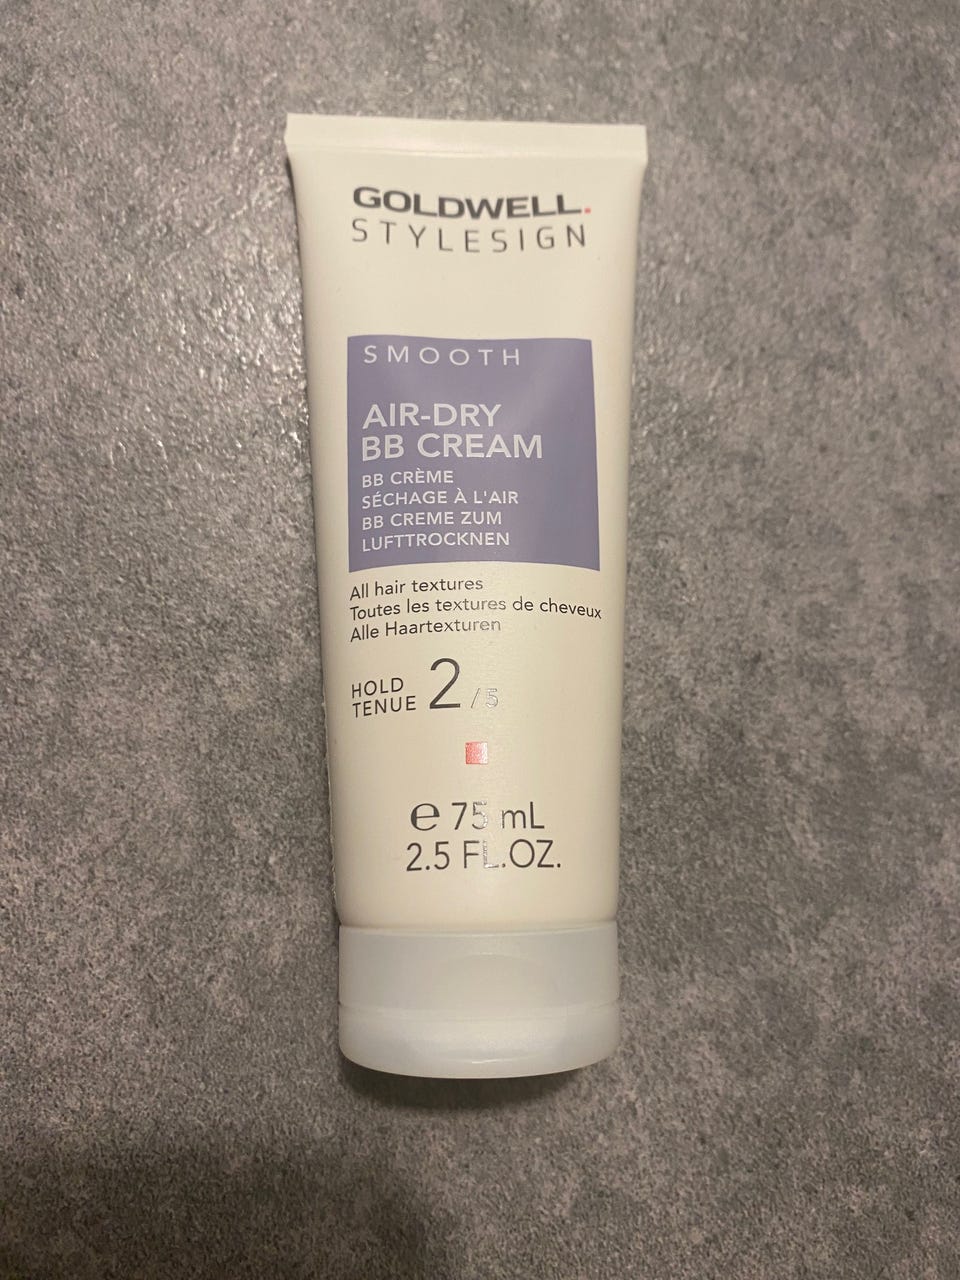 GOLDWELL.
STYLESIGN
SMOOTH
AIR-DRY
BB CREAM
BB CRÈME
SÉCHAGE À L'AIR
BB CREME ZUM
LUFTTROCKNEN
All hair textures
Toutes les textures de cheveux
Alle Haartexturen
HOLD
TENUE 2/5
℮ 75 mL
2.5 FL.OZ.